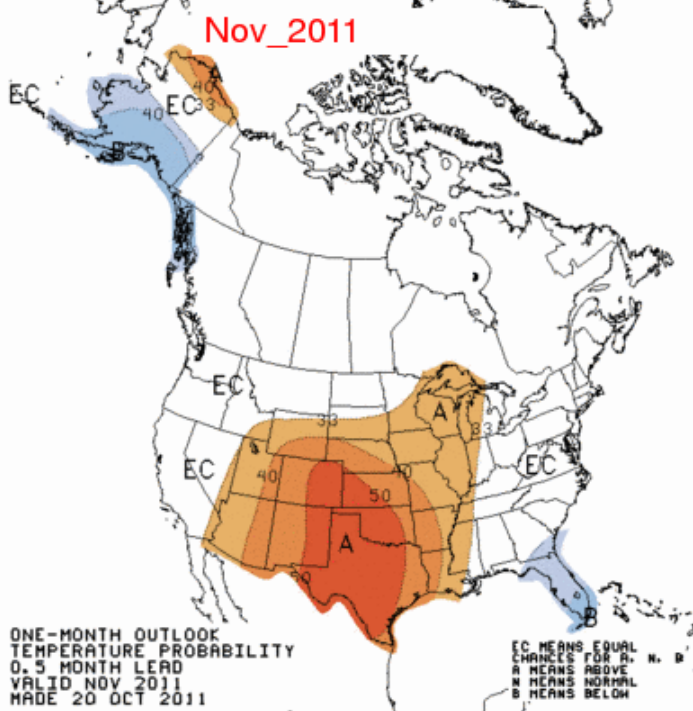 Nov_2011
A
EC
40
EC
33
40
B
EC
A
33
33
EC
40
40
EC
50
A
50
B
ONE-MONTH OUTLOOK
TEMPERATURE PROBABILITY
0.5 MONTH LEAD
VALID NOV 2011
MADE 20 OCT 2011
EC MEANS EQUAL
CHANCES FOR A, N, B
A MEANS ABOVE
N MEANS NORMAL
B MEANS BELOW